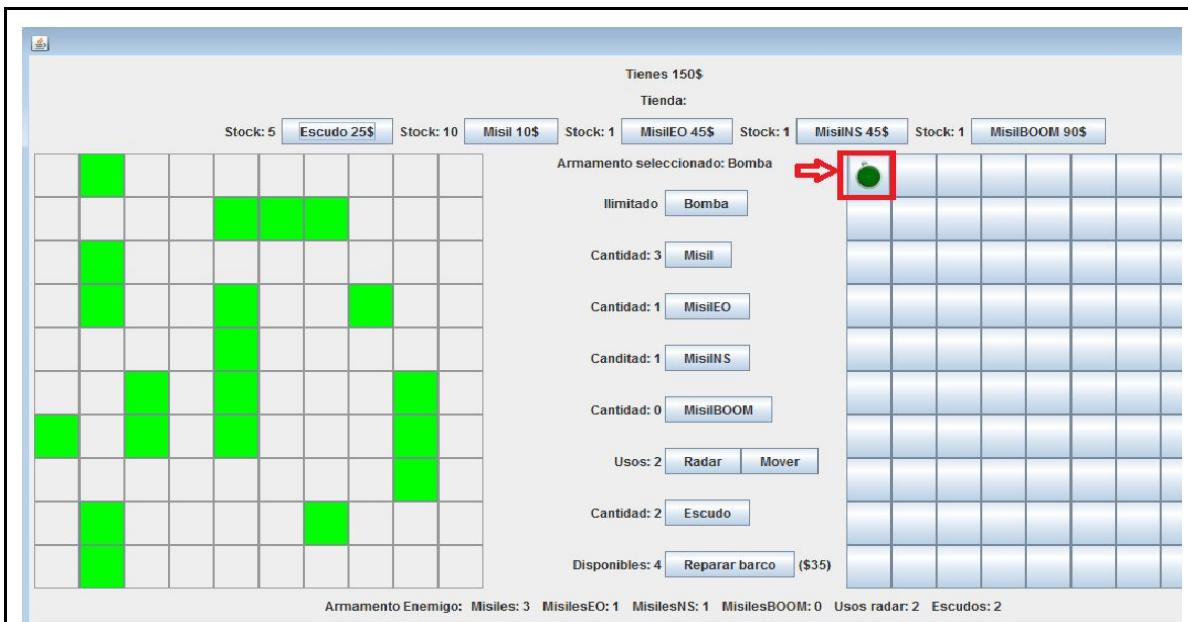 Tienes 150$
Tienda:
Stock: 5 Escudo 25$ Stock: 10 Misil 10$ Stock: 1 MisilEO 45$ Stock: 1 MisilNS 45$ Stock: 1 MisilBOOM 90$
Armamento seleccionado: Bomba
Ilimitado Bomba
Cantidad: 3 Misil
Cantidad: 1 MisilEO
Canditad: 1 MisilNS
Cantidad: 0 MisilBOOM
Usos: 2 Radar Mover
Cantidad: 2 Escudo
Disponibles: 4 Reparar barco ($35)
Armamento Enemigo: Misiles: 3 MisilesEO: 1 MisilesNS: 1 MisilesBOOM: 0 Usos radar: 2 Escudos: 2